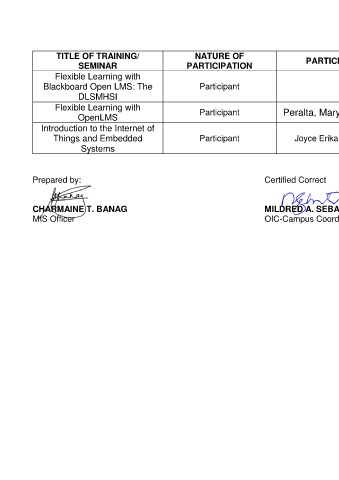 TITLE OF TRAINING/
SEMINAR
NATURE OF
PARTICIPATION
PARTICI
Flexible Learning with
Blackboard Open LMS: The
DLSMHSI
Participant
Flexible Learning with
OpenLMS
Participant
Peralta, Mary
Introduction to the Internet of
Things and Embedded
Systems
Participant
Joyce Erika
Prepared by:
Certified Correct
CHARMAINE T. BANAG
MILDRED A. SEBA
MIS Officer
OIC-Campus Coord